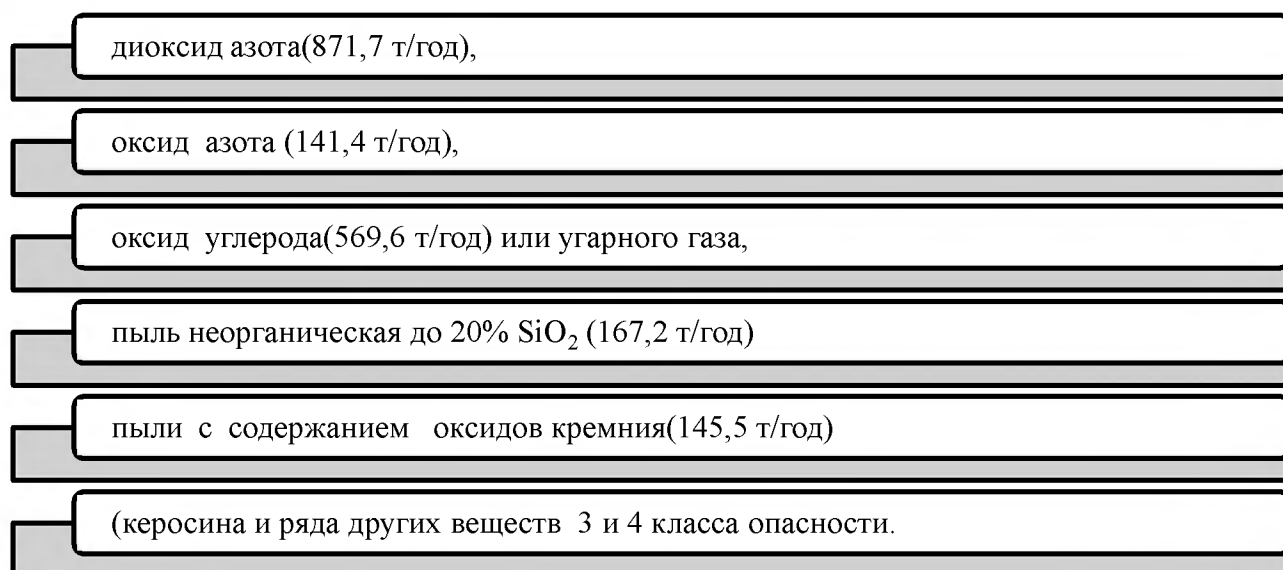 диоксид азота(871,7 т/год),
оксид азота (141,4 т/год),
оксид углерода(569,6 т/год) или угарного газа,
пыль неорганическая до 20% SiO₂ (167,2 т/год)
пыли с содержанием оксидов кремния(145,5 т/год)
(керосина и ряда других веществ 3 и 4 класса опасности.